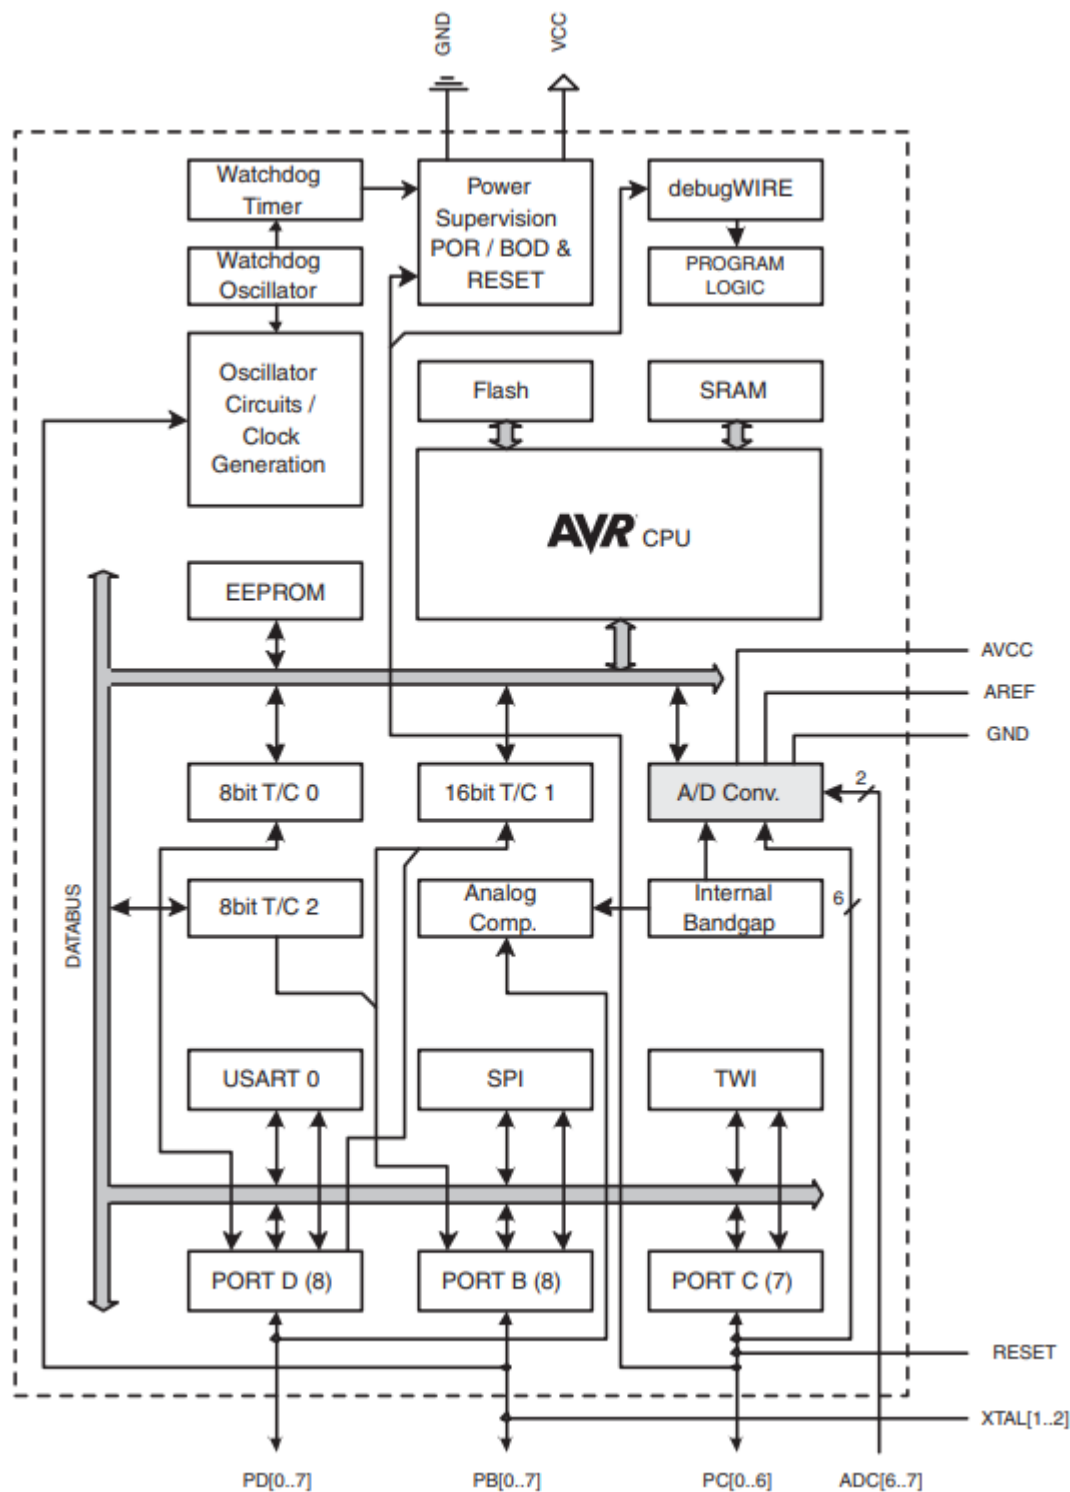 GND
VCC
Watchdog
Timer
Power
Supervision
POR / BOD &
RESET
debugWIRE
Watchdog
Oscillator
PROGRAM
LOGIC
Oscillator
Circuits /
Clock
Generation
Flash
SRAM
AVR CPU
EEPROM
AVCC
AREF
GND
8bit T/C 0
16bit T/C 1
A/D Conv.
2
8bit T/C 2
Analog
Comp.
Internal
Bandgap
6
DATABUS
USART 0
SPI
TWI
PORT D (8)
PORT B (8)
PORT C (7)
RESET
XTAL[1..2]
PD[0..7]
PB[0..7]
PC[0..6]
ADC[6..7]